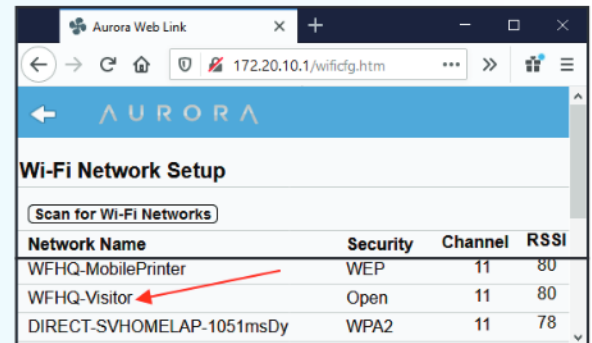 Aurora Web Link
172.20.10.1/wificfg.htm
AURORA
Wi-Fi Network Setup
Scan for Wi-Fi Networks
Network Name Security Channel RSSI
WFHQ-MobilePrinter WEP 11 80
WFHQ-Visitor Open 11 80
DIRECT-SVHOMELAP-1051msDy WPA2 11 78